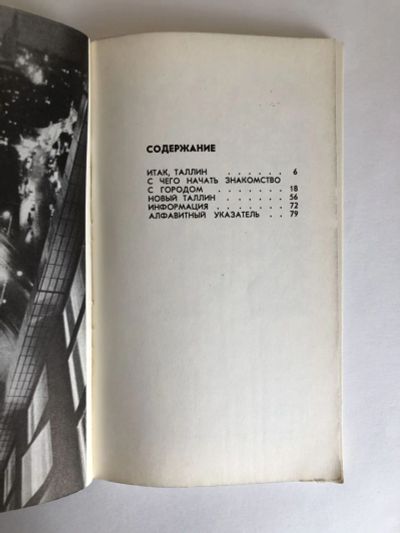 СОДЕРЖАНИЕ
ИТАК, ТАЛЛИН . . . . . . 6
С ЧЕГО НАЧАТЬ ЗНАКОМСТВО
С ГОРОДОМ . . . . . . . 18
НОВЫЙ ТАЛЛИН . . . . . . 56
ИНФОРМАЦИЯ . . . . . . . 72
АЛФАВИТНЫЙ УКАЗАТЕЛЬ . . . 79